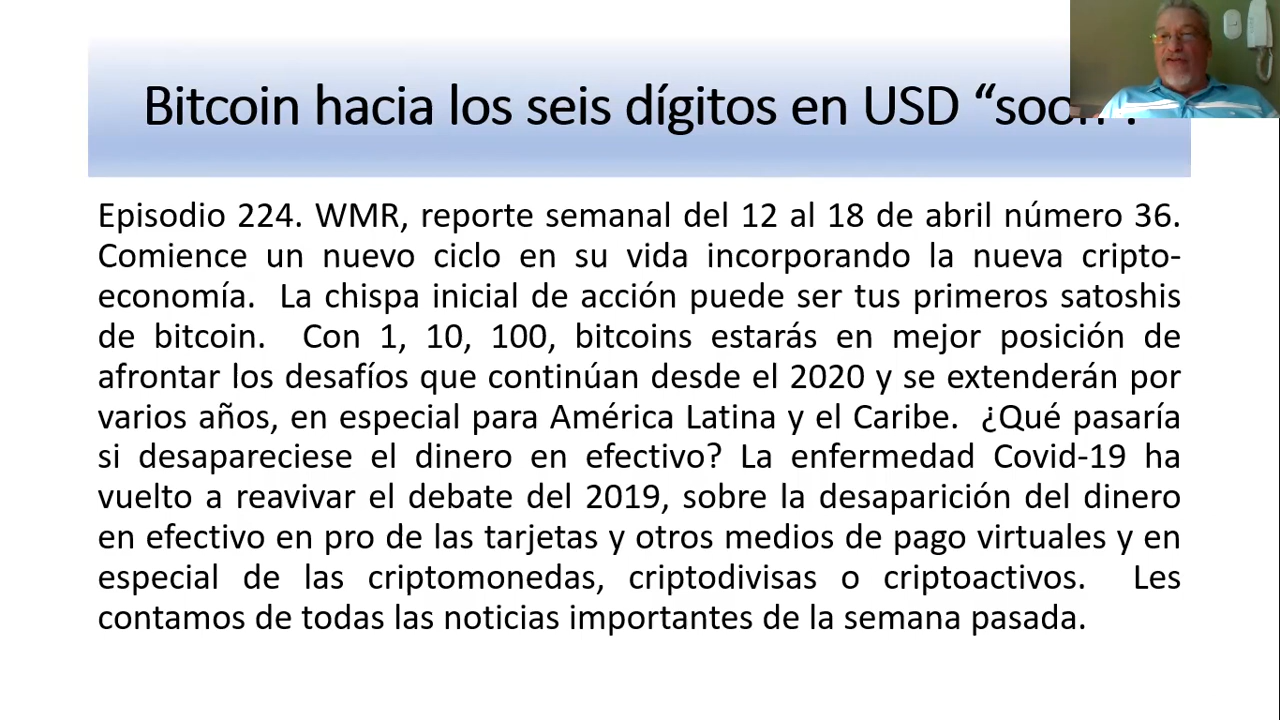 Bitcoin hacia los seis dígitos en USD
Episodio 224. WMR, reporte semanal del 12 al 18 de abril número 36.
Comience un nuevo ciclo en su vida incorporando la nueva cripto-
economía. La chispa inicial de acción puede ser tus primeros satoshis
de bitcoin. Con 1, 10, 100, bitcoins estarás en mejor posición de
afrontar los desafíos que continúan desde el 2020 y se extenderán por
varios años, en especial para América Latina y el Caribe. ¿Qué pasaría
si desapareciese el dinero en efectivo? La enfermedad Covid-19 ha
vuelto a reavivar el debate del 2019, sobre la desaparición del dinero
en efectivo en pro de las tarjetas y otros medios de pago virtuales y en
especial de las criptomonedas, criptodivisas o criptoactivos. Les
contamos de todas las noticias importantes de la semana pasada.